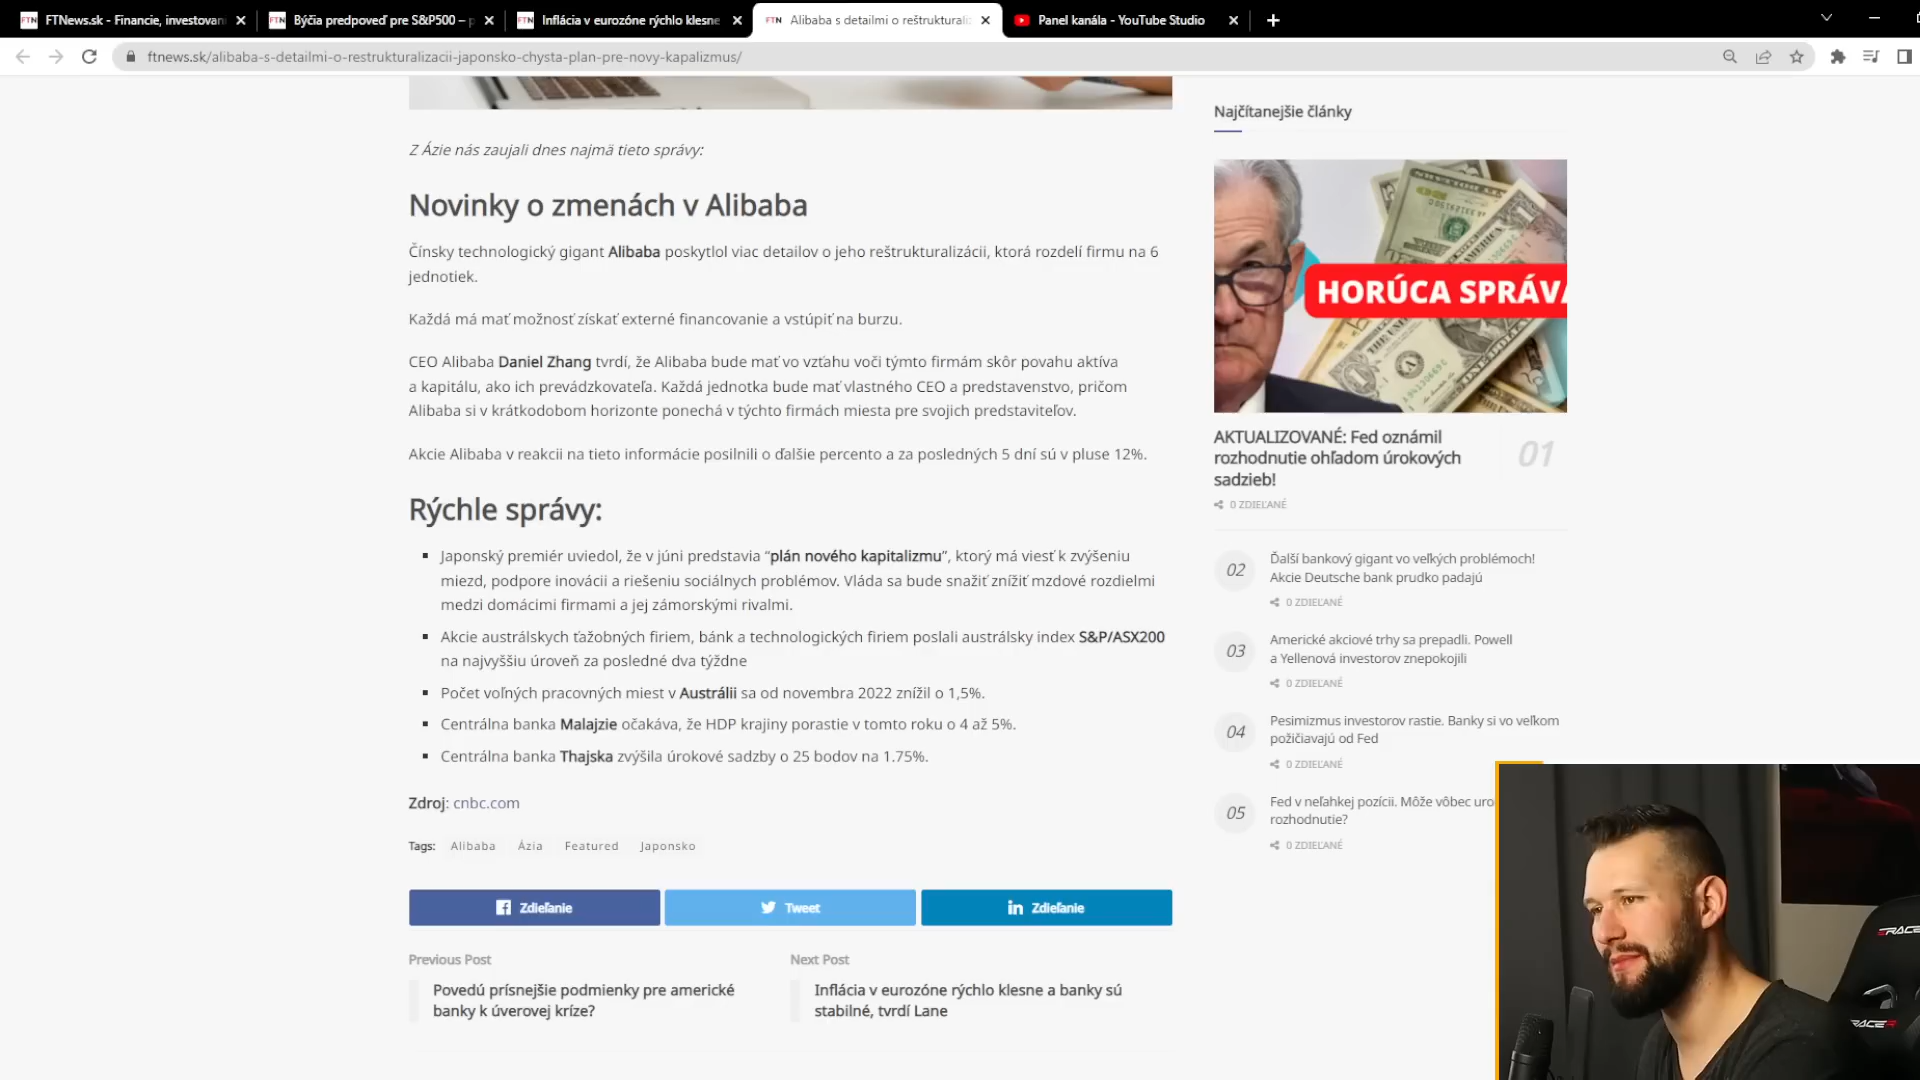 FTN FTNews.sk - Financie, investovani
FTN Býčia predpoveď pre S&P500 – p
FTN Inflácia v eurozóne rýchlo klesne
FTN Alibaba s detailmi o reštrukturaliz
Panel kanála - YouTube Studio
ftnews.sk/alibaba-s-detailmi-o-restrukturalizacii-japonsko-chysta-plan-pre-novy-kapalizmus/
Z Ázie nás zaujali dnes najmä tieto správy:
Novinky o zmenách v Alibaba
Čínsky technologický gigant Alibaba poskytlol viac detailov o jeho reštrukturalizácii, ktorá rozdelí firmu na 6
jednotiek.
Každá má mať možnosť získať externé financovanie a vstúpiť na burzu.
CEO Alibaba Daniel Zhang tvrdí, že Alibaba bude mať vo vzťahu voči týmto firmám skôr povahu aktíva
a kapitálu, ako ich prevádzkovateľa. Každá jednotka bude mať vlastného CEO a predstavenstvo, pričom
Alibaba si v krátkodobom horizonte ponechá v týchto firmách miesta pre svojich predstaviteľov.
Akcie Alibaba v reakcii na tieto informácie posilnili o ďalšie percento a za posledných 5 dní sú v pluse 12%.
Rýchle správy:
Japonský premiér uviedol, že v júni predstavia “plán nového kapitalizmu”, ktorý má viesť k zvýšeniu
miezd, podpore inovácii a riešeniu sociálnych problémov. Vláda sa bude snažiť znížiť mzdové rozdielmi
medzi domácimi firmami a jej zámorskými rivalmi.
Akcie austrálskych ťažobných firiem, bánk a technologických firiem poslali austrálsky index S&P/ASX200
na najvyššiu úroveň za posledné dva týždne
Počet voľných pracovných miest v Austrálii sa od novembra 2022 znížil o 1,5%.
Centrálna banka Malajzie očakáva, že HDP krajiny porastie v tomto roku o 4 až 5%.
Centrálna banka Thajska zvýšila úrokové sadzby o 25 bodov na 1.75%.
Zdroj: cnbc.com
Tags: Alibaba Ázia Featured Japonsko
Zdieľanie
Tweet
Zdieľanie
Previous Post
Povedú prísnejšie podmienky pre americké
banky k úverovej kríze?
Next Post
Inflácia v eurozóne rýchlo klesne a banky sú
stabilné, tvrdí Lane
Najčítanejšie články
HORÚCA SPRÁVA
AKTUALIZOVANÉ: Fed oznámil
rozhodnutie ohľadom úrokových
sadzieb!
01
0 ZDIEĽANÉ
02
Ďalší bankový gigant vo veľkých problémoch!
Akcie Deutsche bank prudko padajú
0 ZDIEĽANÉ
03
Americké akciové trhy sa prepadli. Powell
a Yellenová investorov znepokojili
0 ZDIEĽANÉ
04
Pesimizmus investorov rastie. Banky si vo veľkom
požičiavajú od Fed
0 ZDIEĽANÉ
05
Fed v neľahkej pozícii. Môže vôbec uro
rozhodnutie?
0 ZDIEĽANÉ